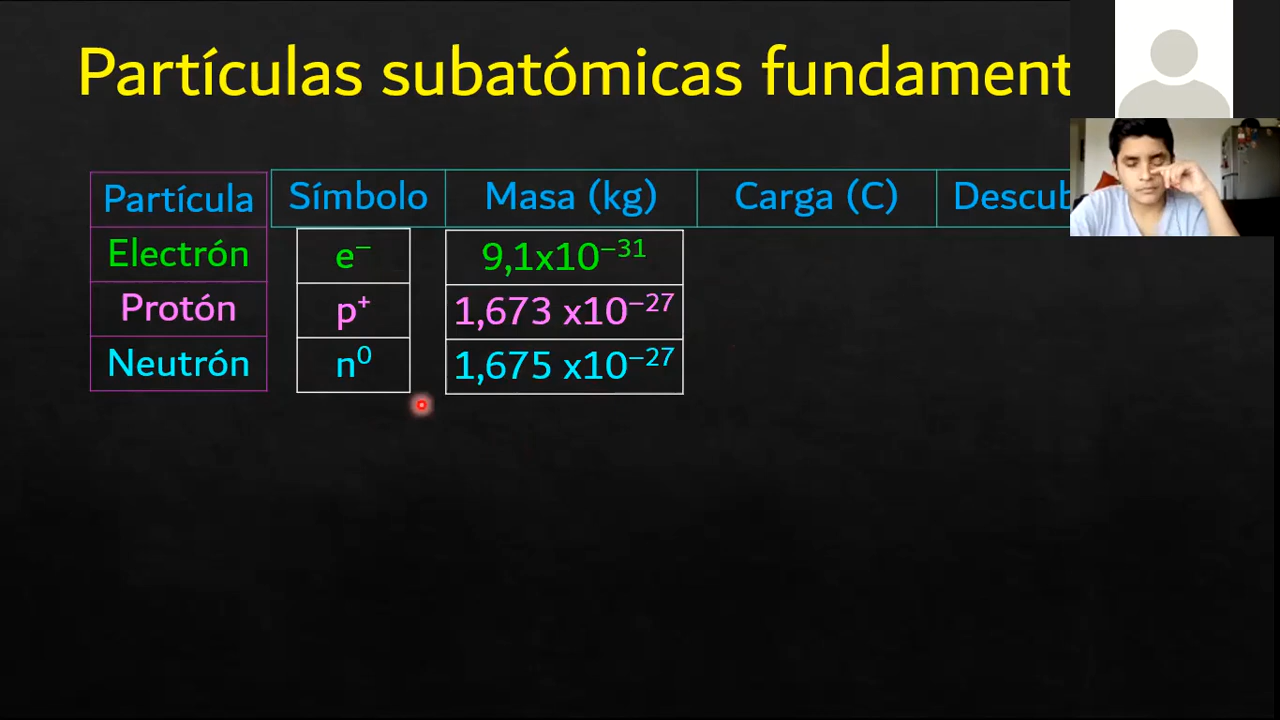 Partículas subatómicas fundament
Partícula Símbolo Masa (kg) Carga (C) Descub
Electrón e⁻ 9,1x10⁻³¹
Protón p⁺ 1,673 x10⁻²⁷
Neutrón n⁰ 1,675 x10⁻²⁷